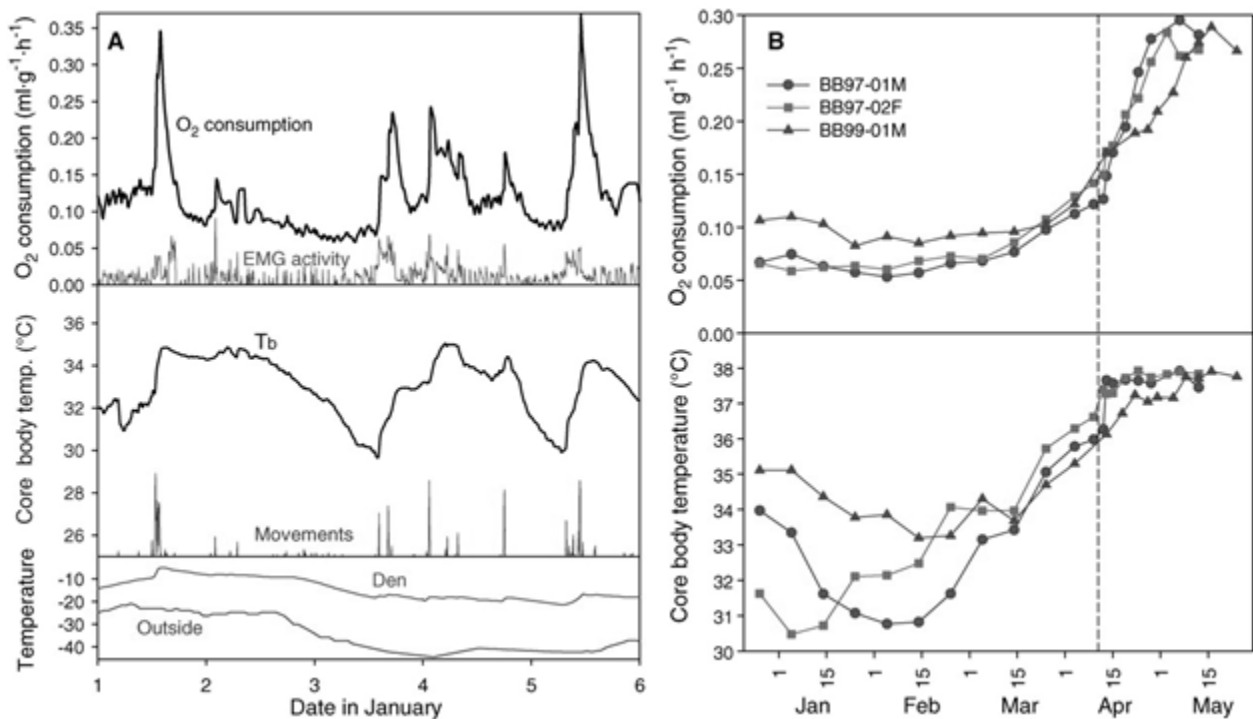 A
O2 consumption (ml·g⁻¹·h⁻¹)
0.35
0.30
0.25
0.20
0.15
0.10
0.05
0.00
O2 consumption
EMG activity
Core body temp. (°C)
36
34
32
30
28
26
Tb
Movements
Temperature
-10
-20
-30
-40
Den
Outside
1 2 3 4 5 6
Date in January
B
O2 consumption (ml g⁻¹ h⁻¹)
0.30
0.25
0.20
0.15
0.10
0.05
0.00
BB97-01M
BB97-02F
BB99-01M
Core body temperature (°C)
38
37
36
35
34
33
32
31
30
1 15 1 15 1 15 1 15 1 15
Jan Feb Mar Apr May